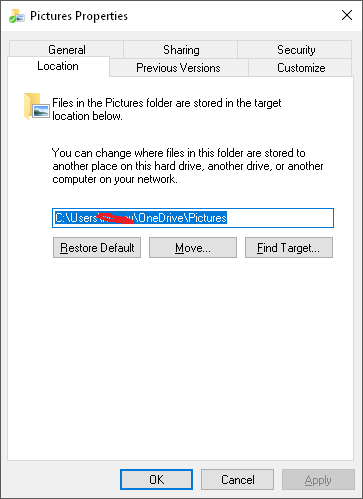 Pictures Properties
General Sharing Security
Location Previous Versions Customize
Files in the Pictures folder are stored in the target
location below.
You can change where files in this folder are stored to
another place on this hard drive, another drive, or another
computer on your network.
C:\Users\ \OneDrive\Pictures
Restore Default Move... Find Target...
OK Cancel Apply